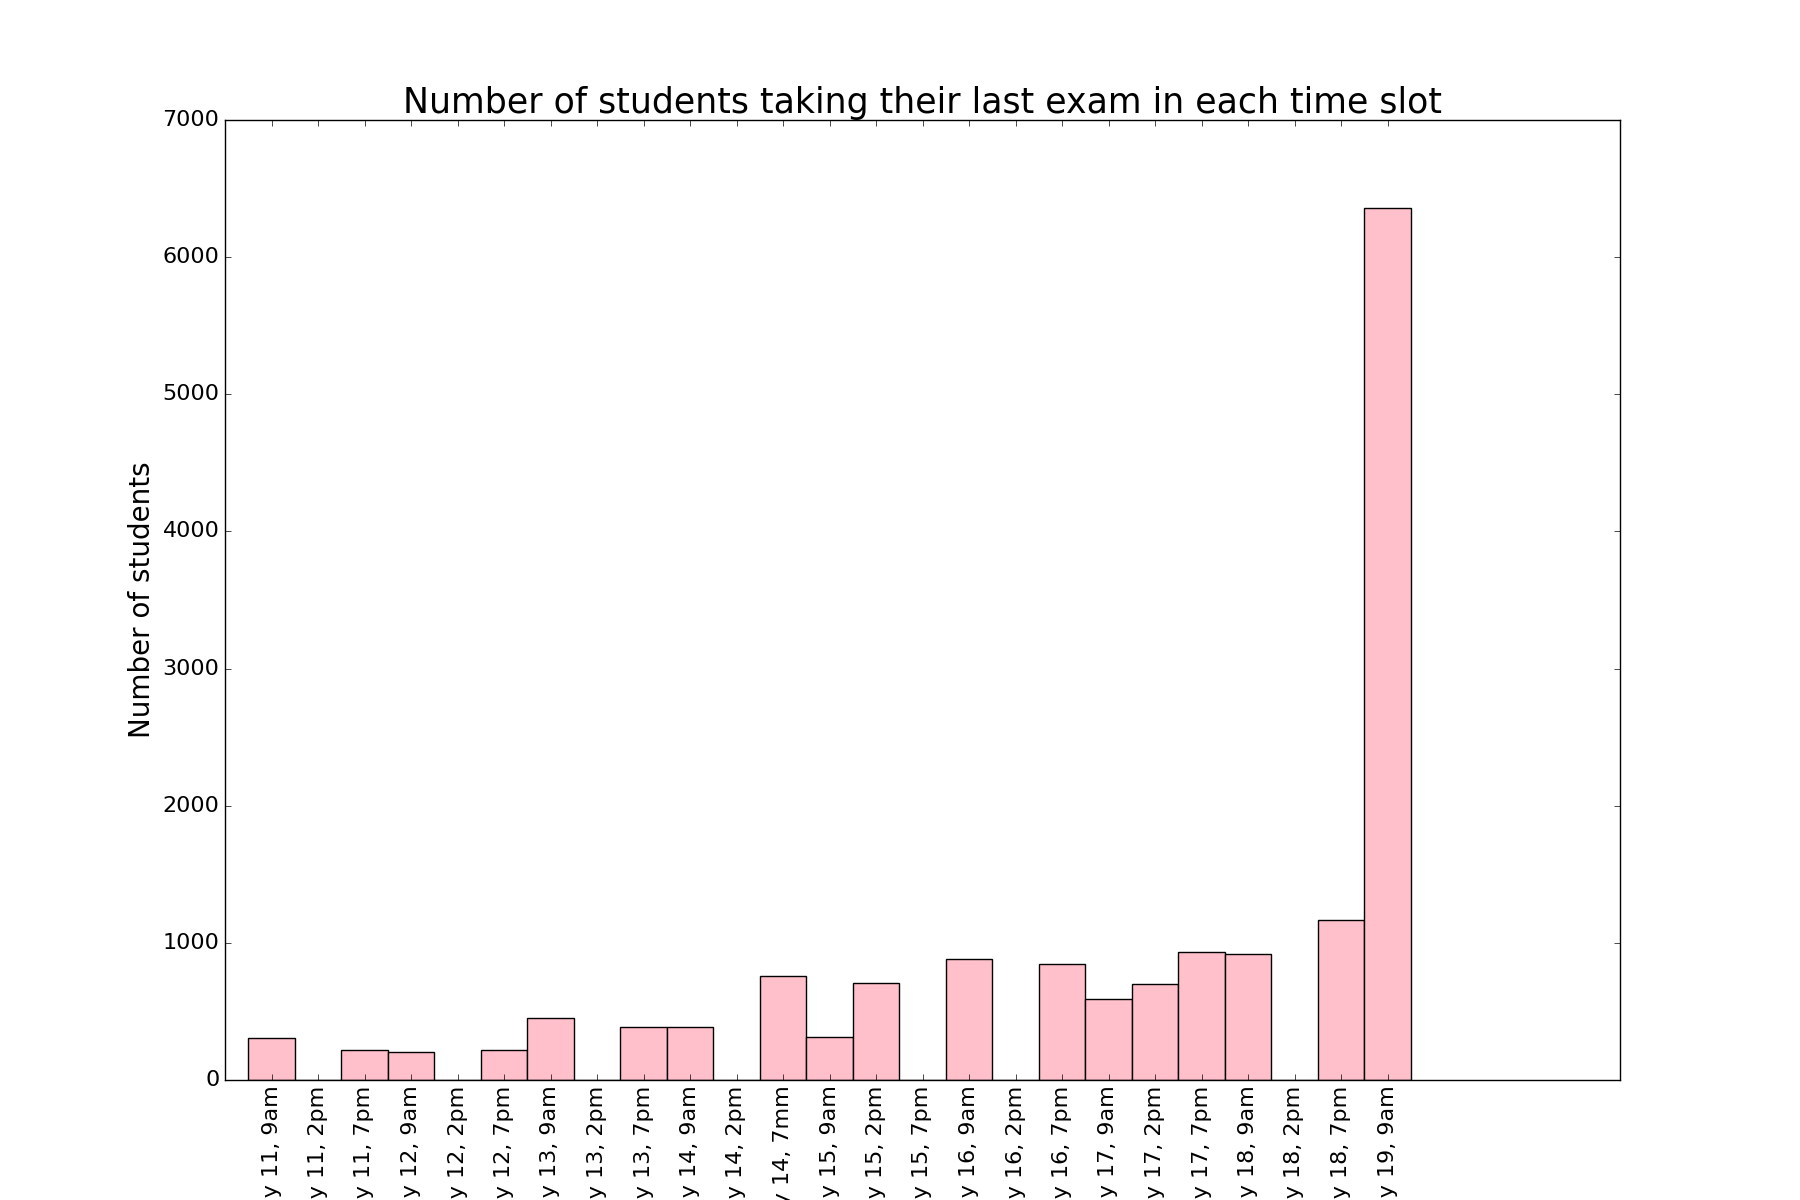 Number of students taking their last exam in each time slot
Number of students
7000
6000
5000
4000
3000
2000
1000
0
y 11, 9am
y 11, 2pm
y 11, 7pm
y 12, 9am
y 12, 2pm
y 12, 7pm
y 13, 9am
y 13, 2pm
y 13, 7pm
y 14, 9am
y 14, 2pm
y 14, 7mm
y 15, 9am
y 15, 2pm
y 15, 7pm
y 16, 9am
y 16, 2pm
y 16, 7pm
y 17, 9am
y 17, 2pm
y 17, 7pm
y 18, 9am
y 18, 2pm
y 18, 7pm
y 19, 9am